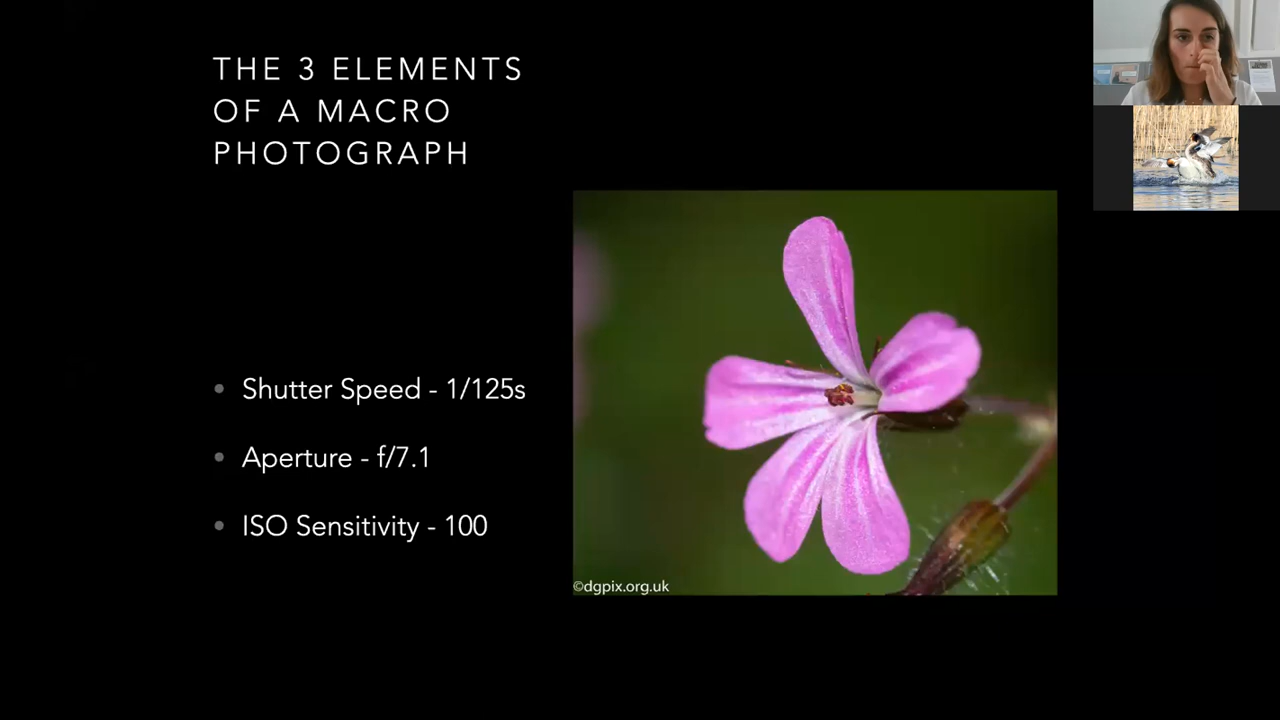 THE 3 ELEMENTS
OF A MACRO
PHOTOGRAPH
Shutter Speed - 1/125s
Aperture - f/7.1
ISO Sensitivity - 100
©dgpix.org.uk